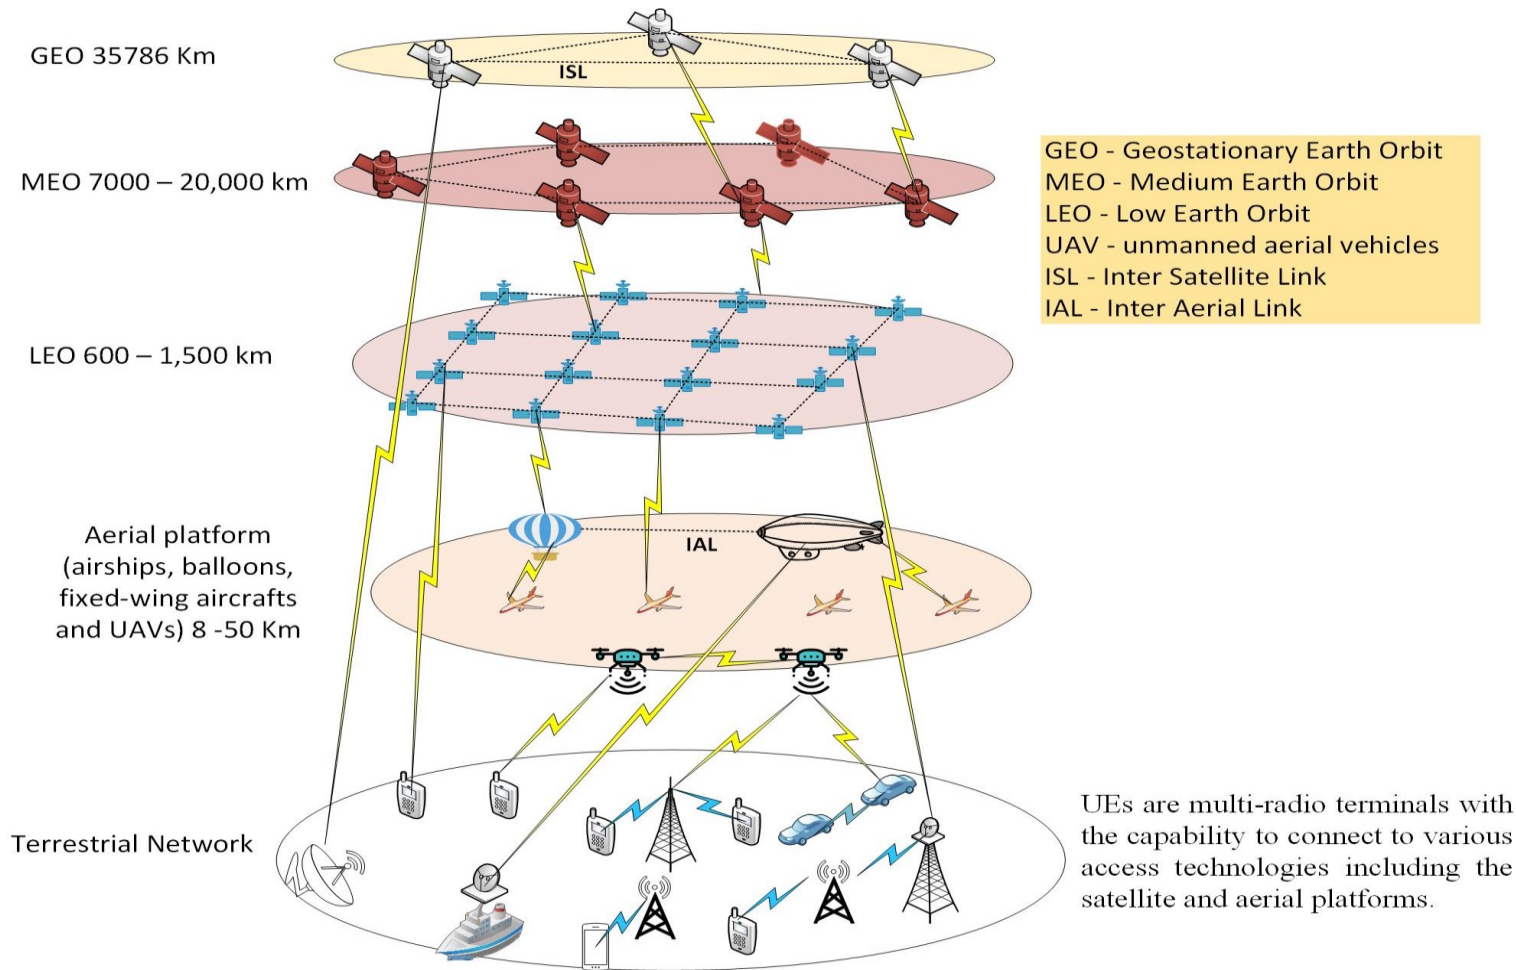 GEO 35786 Km
ISL
MEO 7000 – 20,000 km
GEO - Geostationary Earth Orbit
MEO - Medium Earth Orbit
LEO - Low Earth Orbit
UAV - unmanned aerial vehicles
ISL - Inter Satellite Link
IAL - Inter Aerial Link
LEO 600 – 1,500 km
Aerial platform
(airships, balloons,
fixed-wing aircrafts
and UAVs) 8 -50 Km
IAL
Terrestrial Network
UEs are multi-radio terminals with
the capability to connect to various
access technologies including the
satellite and aerial platforms.